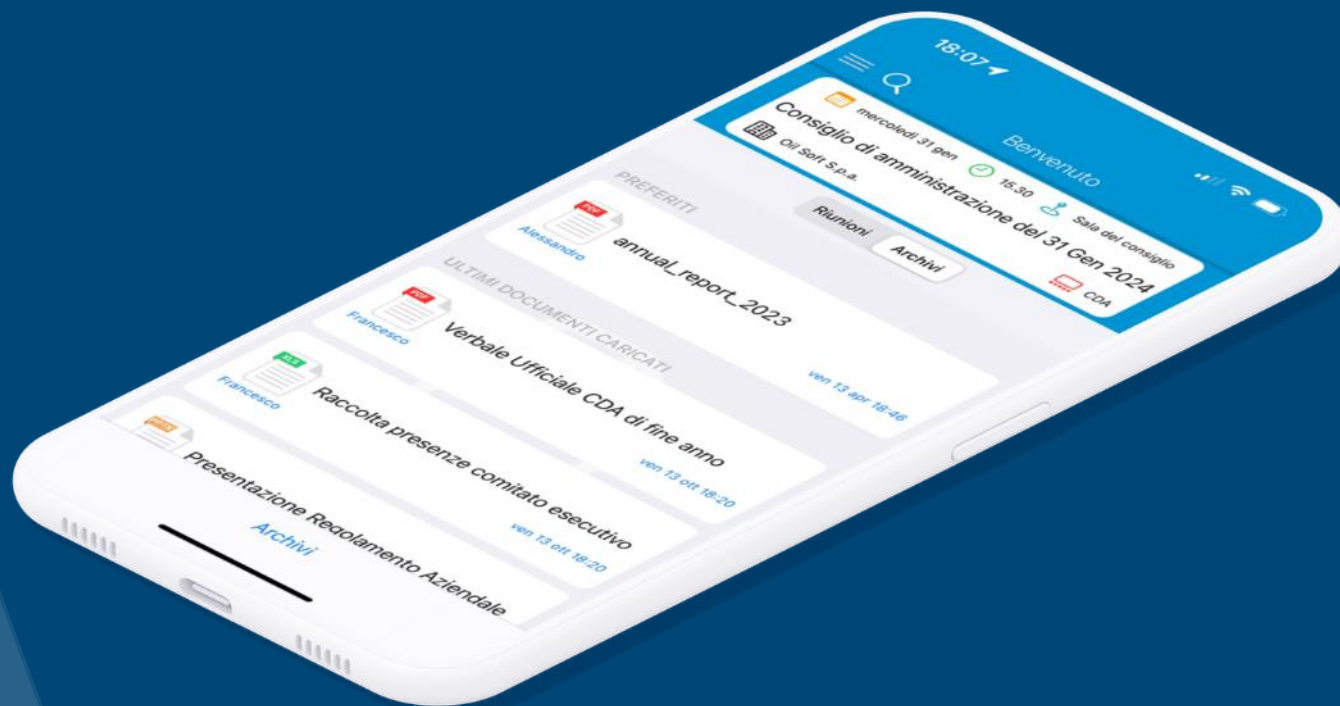 18:07
Benvenuto
mercoledì 31 gen 15.30 Sala del consiglio
Consiglio di amministrazione del 31 Gen 2024
Oil Soft S.p.a. CDA
Riunioni Archivi
PREFERITI
PDF
annual_report_2023
Alessandro
ven 13 apr 18:46
ULTIMI DOCUMENTI CARICATI
PDF
Verbale Ufficiale CDA di fine anno
Francesco
ven 13 ott 18:20
XLS
Raccolta presenze comitato esecutivo
Francesco
ven 13 ott 18:20
Presentazione Regolamento Aziendale
Archivi